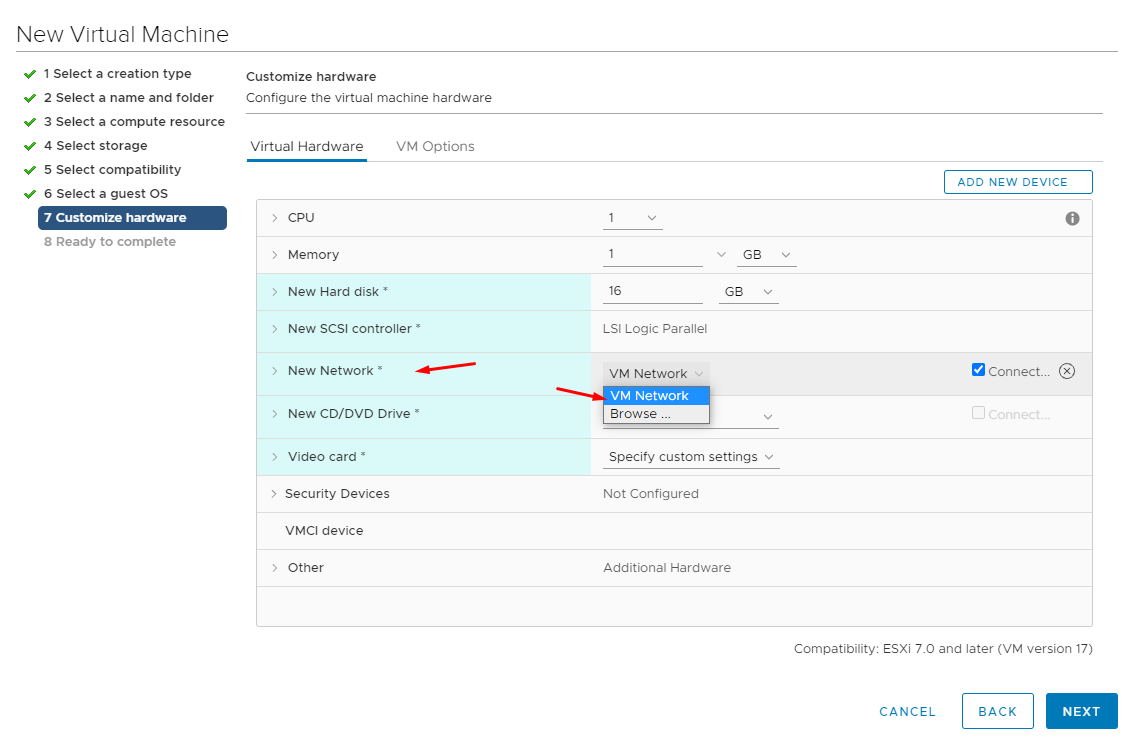 New Virtual Machine
1 Select a creation type
2 Select a name and folder
3 Select a compute resource
4 Select storage
5 Select compatibility
6 Select a guest OS
7 Customize hardware
8 Ready to complete
Customize hardware
Configure the virtual machine hardware
Virtual Hardware VM Options
ADD NEW DEVICE
CPU 1
Memory 1 GB
New Hard disk * 16 GB
New SCSI controller * LSI Logic Parallel
New Network * VM Network Connect...
VM Network
Browse ...
New CD/DVD Drive * Connect...
Video card * Specify custom settings
Security Devices Not Configured
VMCI device
Other Additional Hardware
Compatibility: ESXi 7.0 and later (VM version 17)
CANCEL BACK NEXT